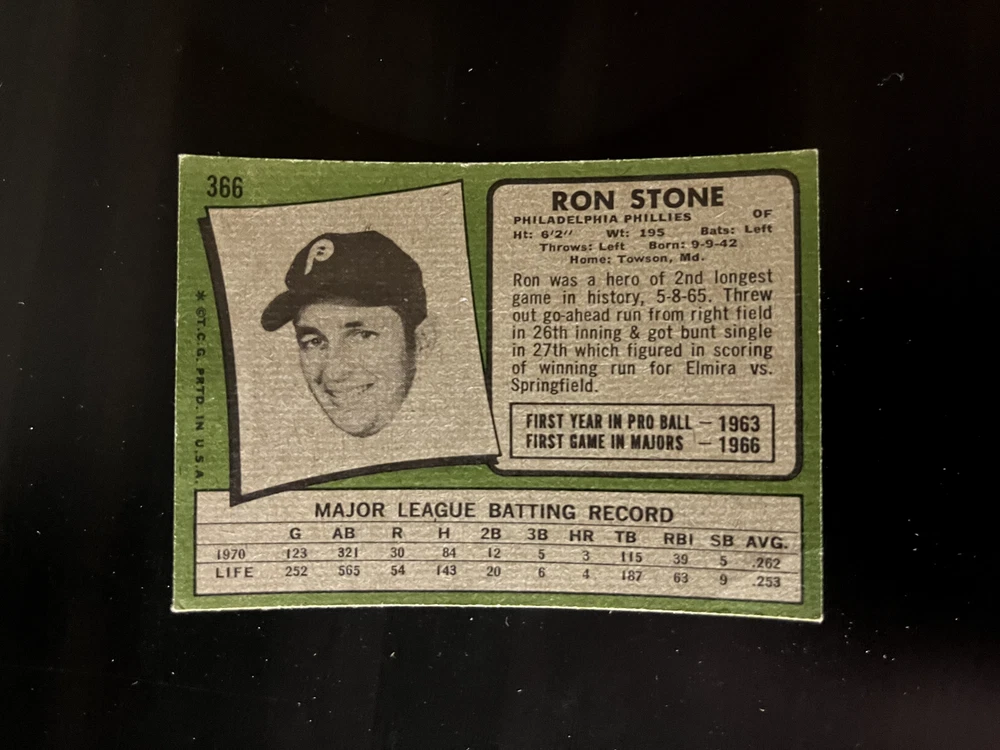 366
P
* ©T.C.G. PRTD. IN U.S.A.
RON STONE
PHILADELPHIA PHILLIES OF
Ht: 6'2" Wt: 195 Bats: Left
Throws: Left Born: 9-9-42
Home: Towson, Md.
Ron was a hero of 2nd longest
game in history, 5-8-65. Threw
out go-ahead run from right field
in 26th inning & got bunt single
in 27th which figured in scoring
of winning run for Elmira vs.
Springfield.
FIRST YEAR IN PRO BALL — 1963
FIRST GAME IN MAJORS — 1966
MAJOR LEAGUE BATTING RECORD
G AB R H 2B 3B HR TB RBI SB AVG.
1970 123 321 30 84 12 5 3 115 39 5 .262
LIFE 252 565 54 143 20 6 4 187 63 9 .253